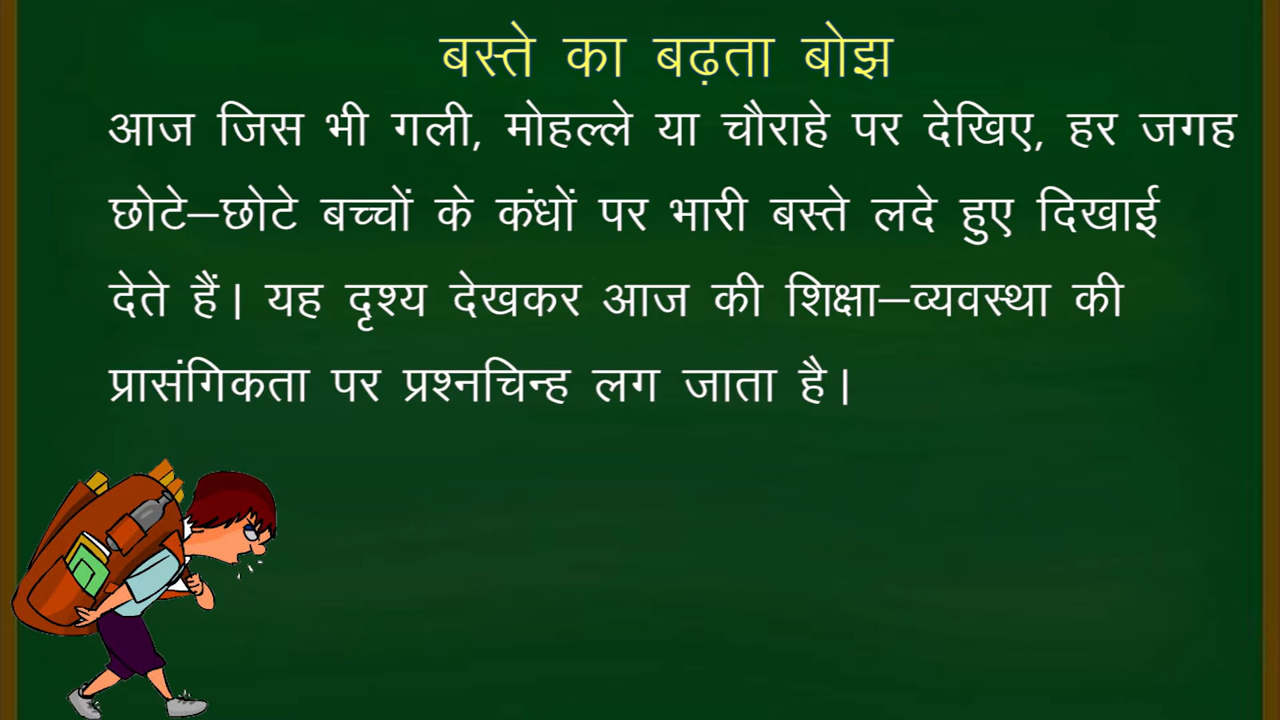 बस्ते का बढ़ता बोझ
आज जिस भी गली, मोहल्ले या चौराहे पर देखिए, हर जगह
छोटे–छोटे बच्चों के कंधों पर भारी बस्ते लदे हुए दिखाई
देते हैं। यह दृश्य देखकर आज की शिक्षा–व्यवस्था की
प्रासंगिकता पर प्रश्नचिन्ह लग जाता है।